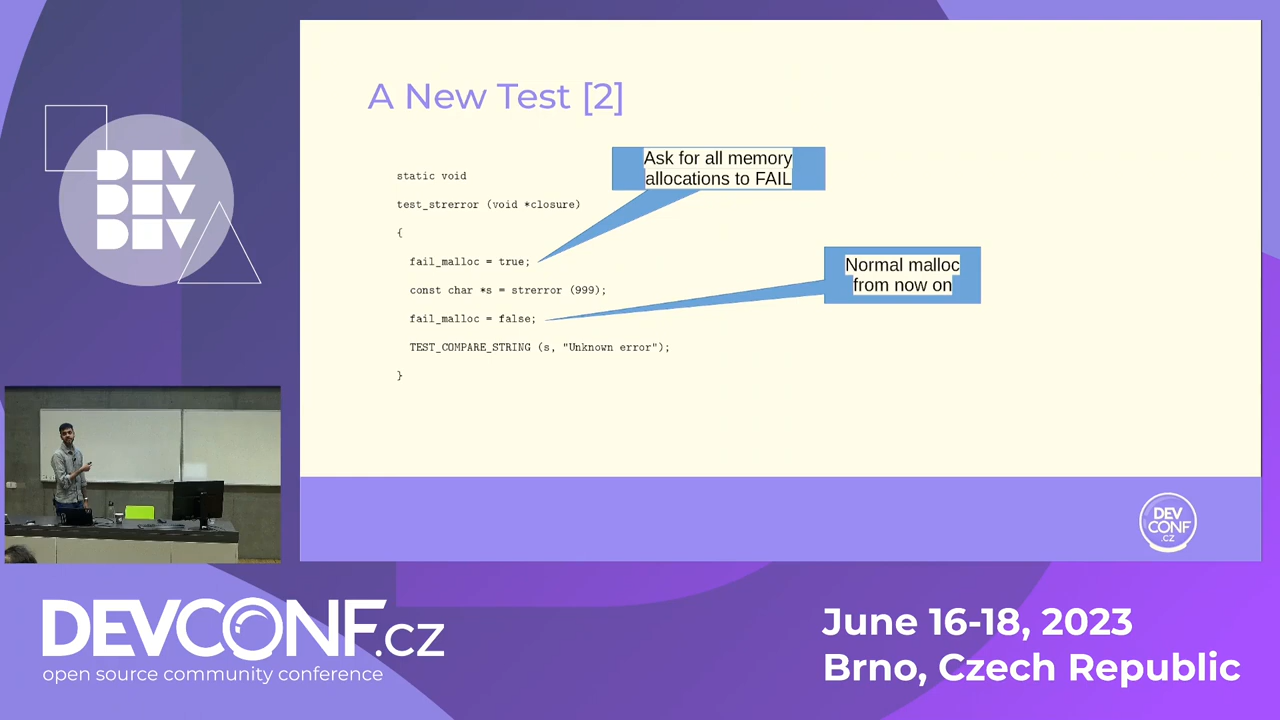 A New Test [2]
Ask for all memory
allocations to FAIL
static void
test_strerror (void *closure)
{
fail_malloc = true;
const char *s = strerror (999);
fail_malloc = false;
TEST_COMPARE_STRING (s, "Unknown error");
}
Normal malloc
from now on
DEV
DEV
DEV
DEV
CONF
.CZ
DEVCONF.cz
open source community conference
June 16-18, 2023
Brno, Czech Republic